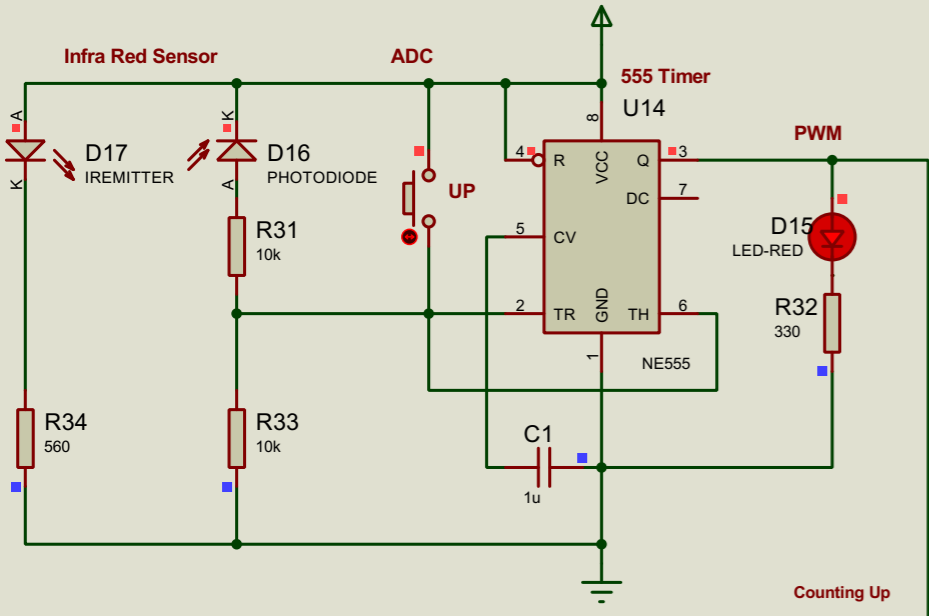 Infra Red Sensor
ADC
555 Timer
U14
PWM
A
K
D17
IREMITTER
K
D16
PHOTODIODE
A
UP
4
R
8
VCC
Q
3
DC
7
5
CV
2
TR
GND
1
TH
6
NE555
D15
LED-RED
R31
10k
R32
330
R34
560
R33
10k
C1
1u
Counting Up